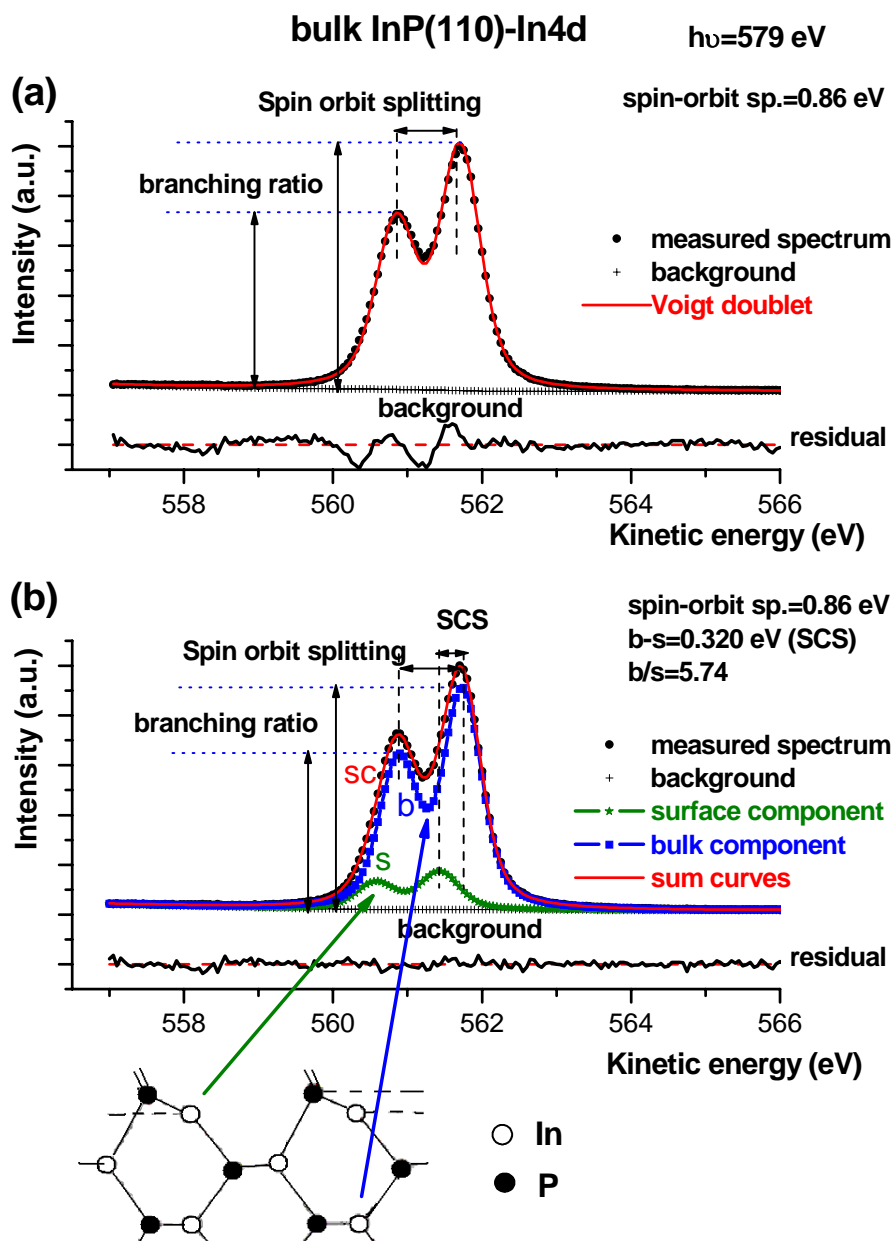 bulk InP(110)-In4d
hυ=579 eV
(a)
Spin orbit splitting
spin-orbit sp.=0.86 eV
branching ratio
Intensity (a.u.)
measured spectrum
background
Voigt doublet
background
residual
558 560 562 564 566
Kinetic energy (eV)
(b)
SCS
spin-orbit sp.=0.86 eV
b-s=0.320 eV (SCS)
b/s=5.74
Spin orbit splitting
branching ratio
Intensity (a.u.)
measured spectrum
background
surface component
bulk component
sum curves
sc
b
s
background
residual
558 560 562 564 566
Kinetic energy (eV)
In
P